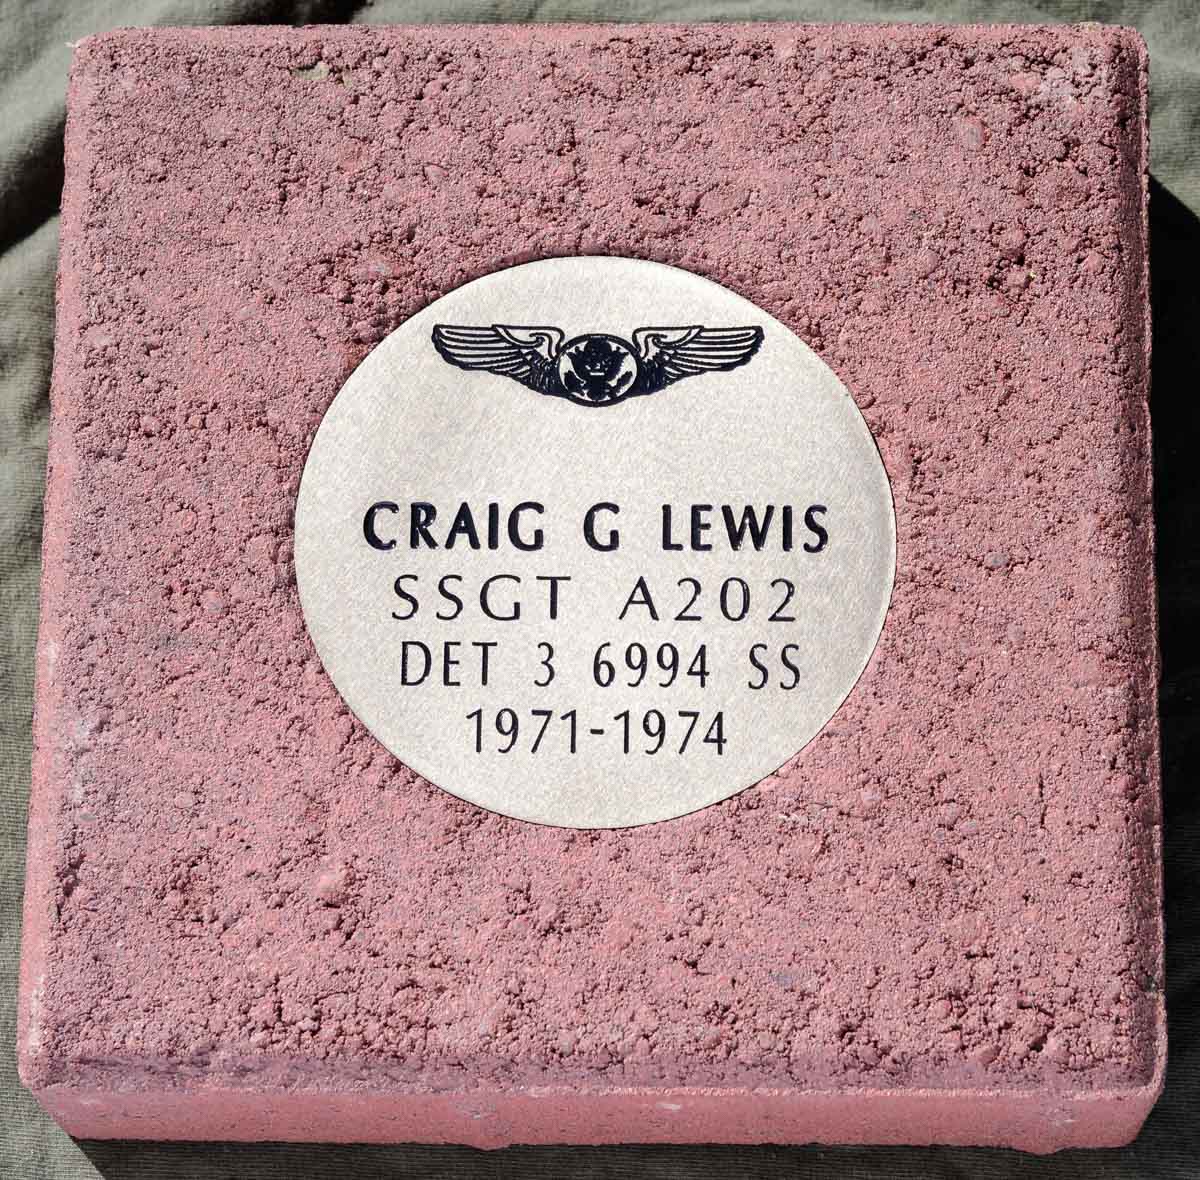 CRAIG G LEWIS
SSGT A202
DET 3 6994 SS
1971-1974